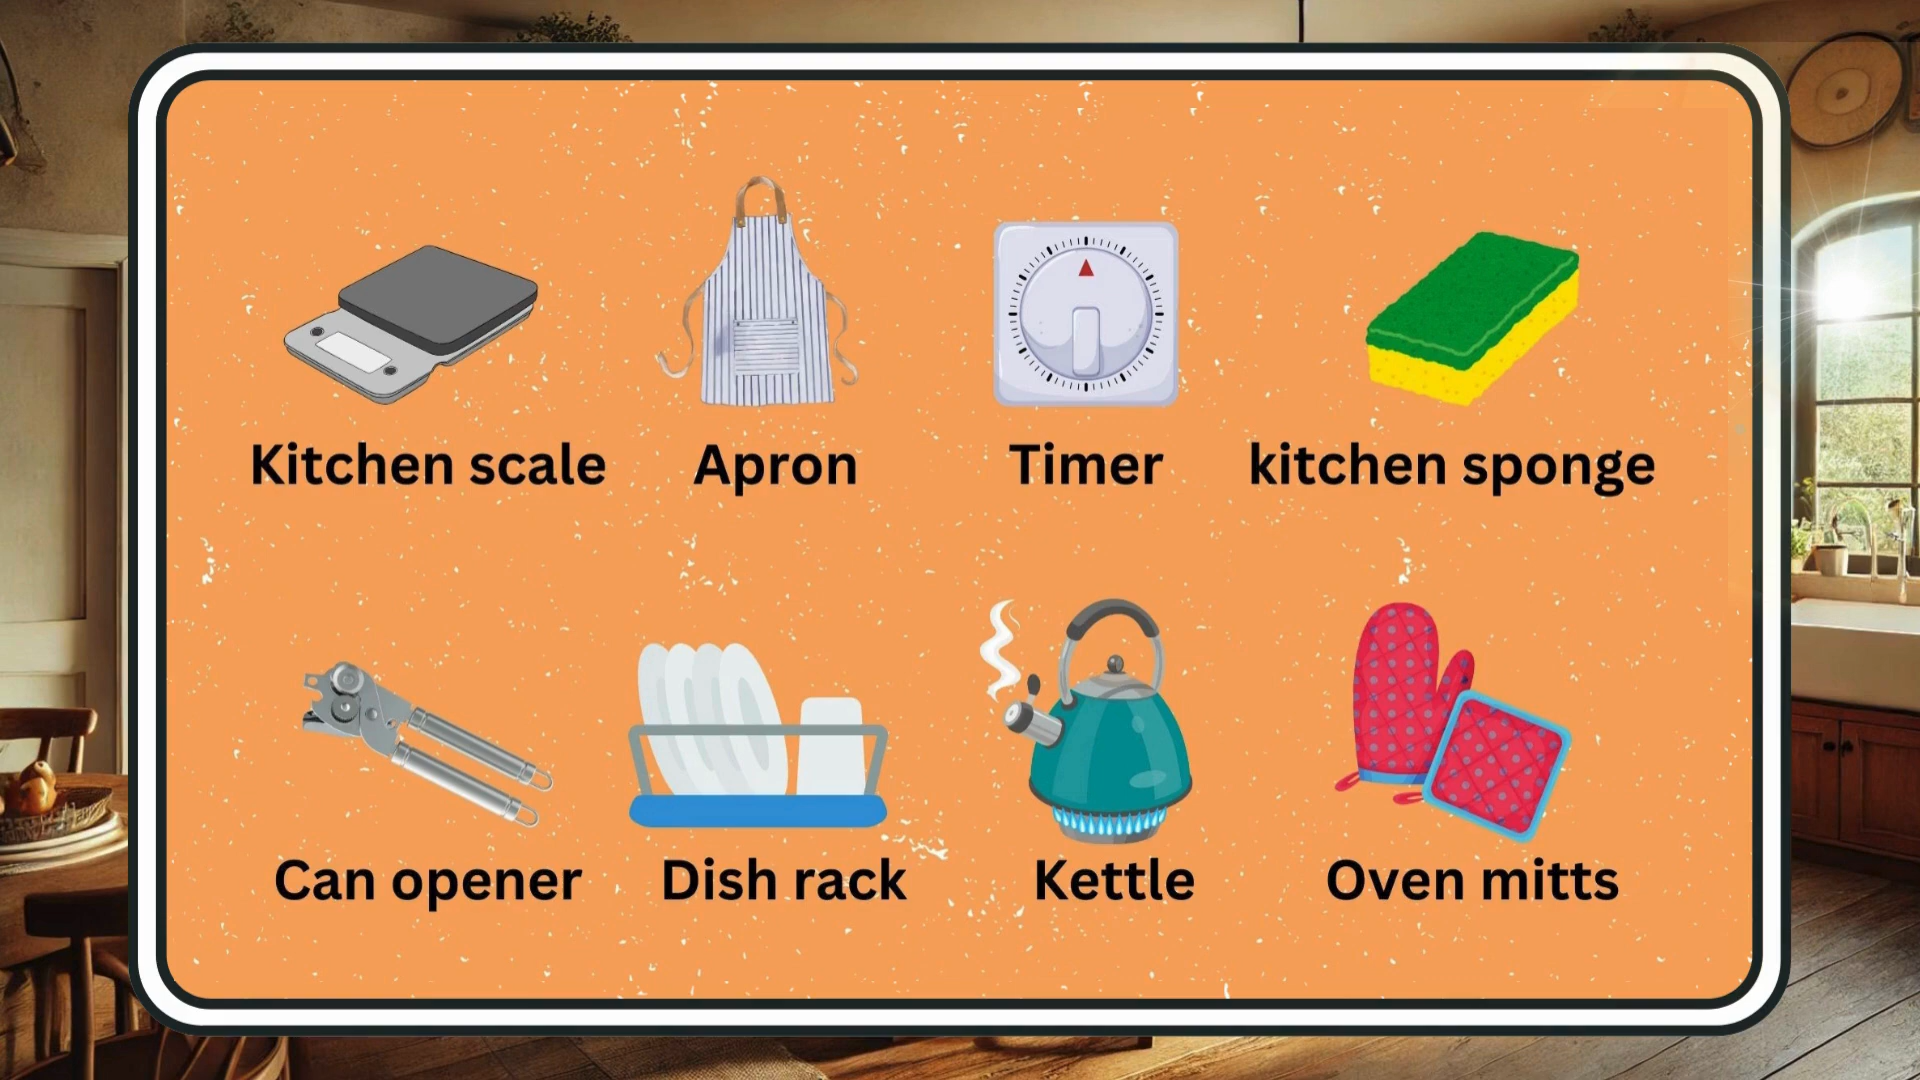 Kitchen scale
Apron
Timer
kitchen sponge
Can opener
Dish rack
Kettle
Oven mitts